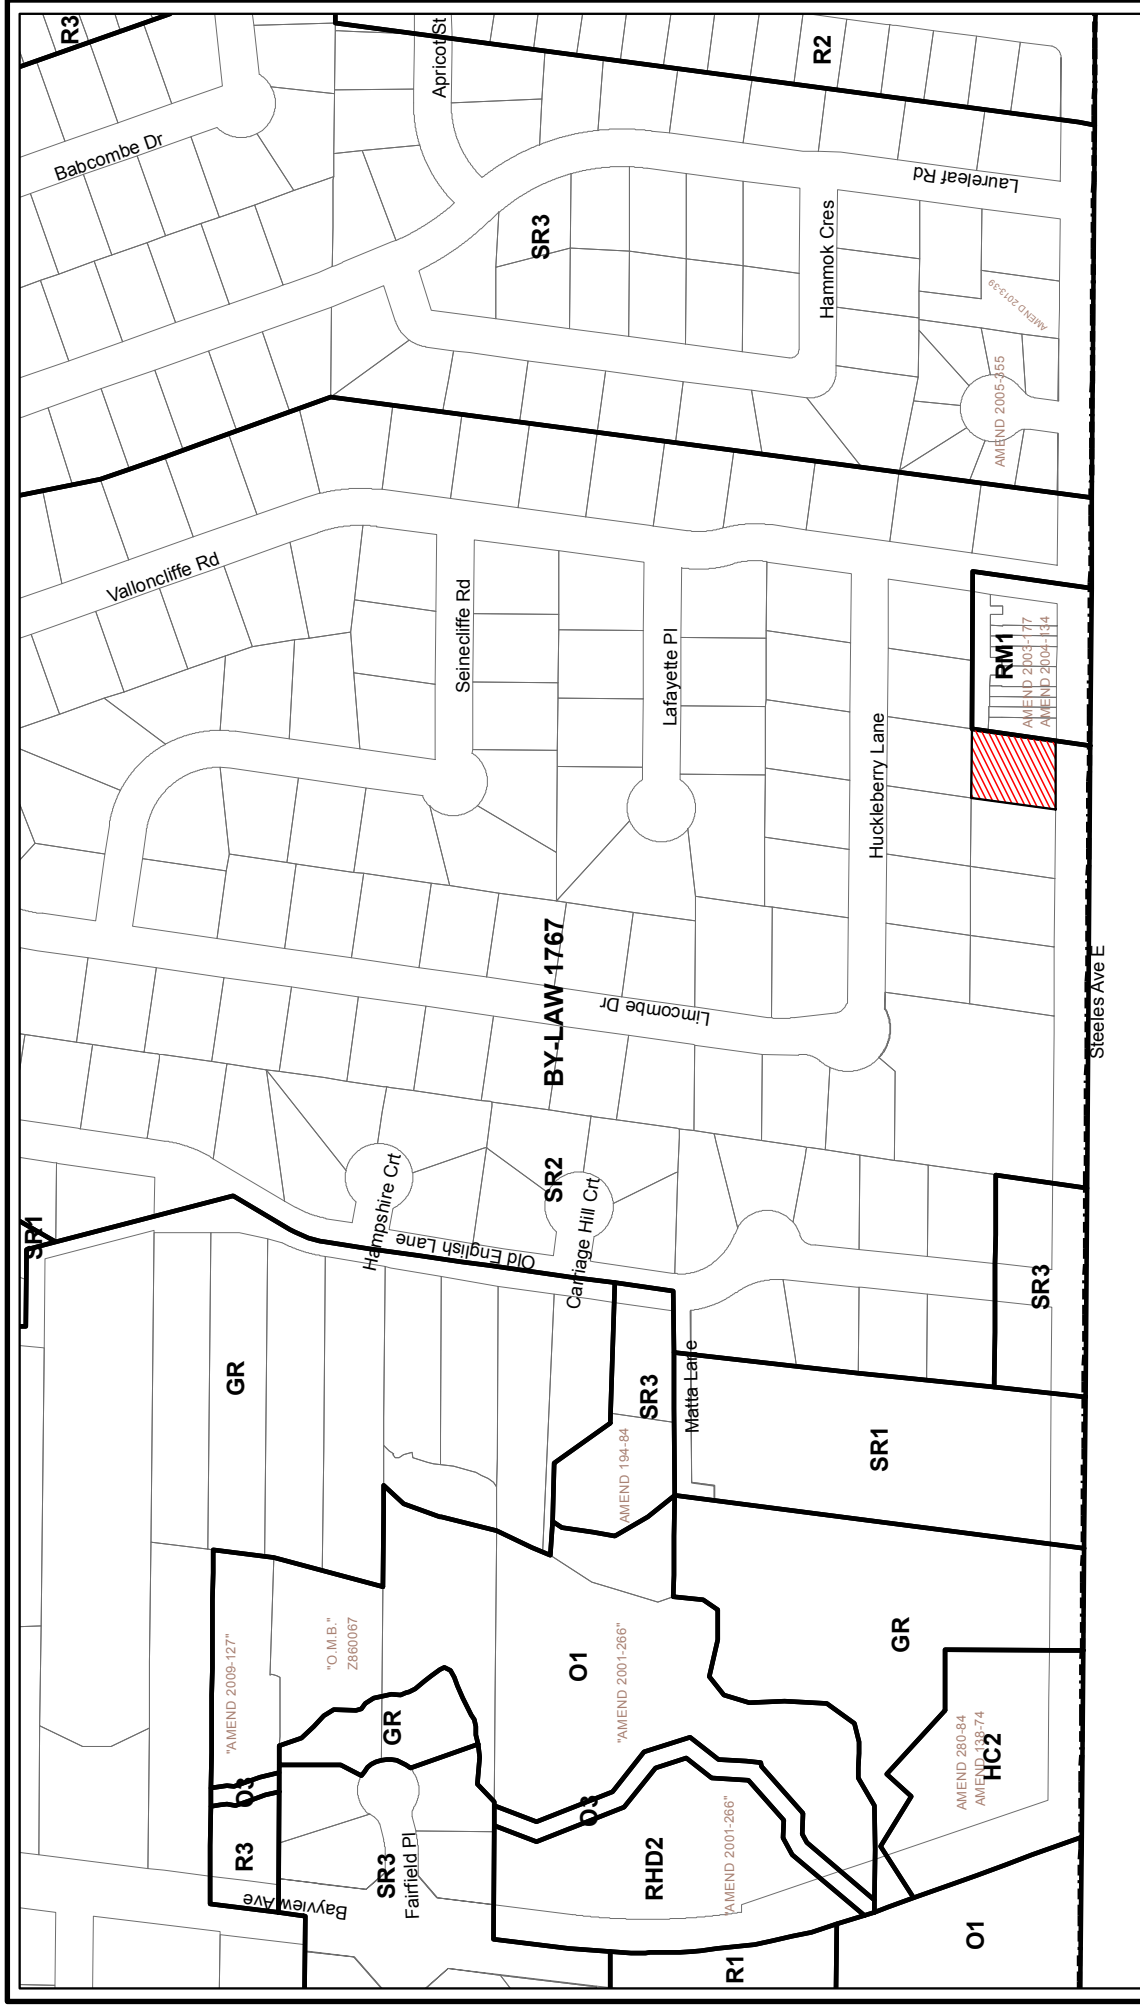 R3
Apricot St
R2
Babcombe Dr
Laureleaf Rd
SR3
Hammok Cres
AMEND 2013-39
AMEND 2005-355
Valloncliffe Rd
Seinecliffe Rd
Lafayette Pl
RM1
AMEND 2003-177
AMEND 2004-134
Huckleberry Lane
BY-LAW 1767
Limcombe Dr
Steeles Ave E
SR2
Hampshire Crt
Carriage Hill Crt
Old English Lane
SR1
SR3
GR
SR3
Matta Lane
AMEND 194-84
SR1
"AMEND 2009-127"
"O.M.B."
Z860067
O1
"AMEND 2001-266"
GR
GR
AMEND 280-84
AMEND 138-74
HC2
O3
O3
R3
SR3
Fairfield Pl
RHD2
"AMEND 2001-266"
Bayview Ave
R1
O1